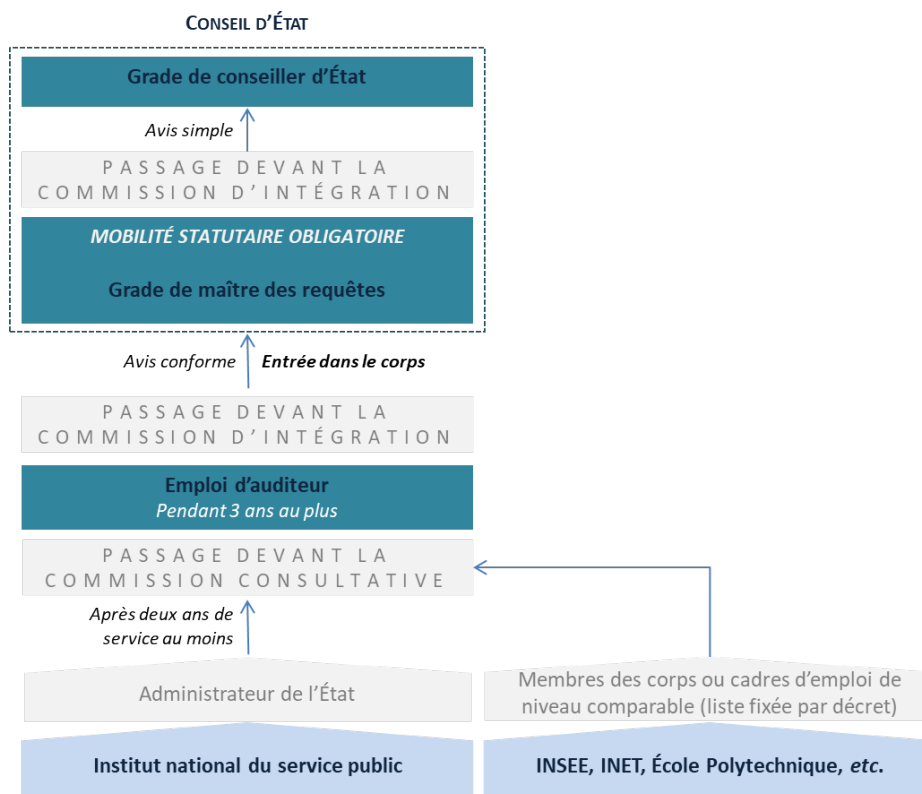 CONSEIL D'ÉTAT
Grade de conseiller d'État
Avis simple
PASSAGE DEVANT LA
COMMISSION D'INTÉGRATION
MOBILITÉ STATUTAIRE OBLIGATOIRE
Grade de maître des requêtes
Avis conforme
Entrée dans le corps
PASSAGE DEVANT LA
COMMISSION D'INTÉGRATION
Emploi d'auditeur
Pendant 3 ans au plus
PASSAGE DEVANT LA
COMMISSION CONSULTATIVE
Après deux ans de
service au moins
Administrateur de l'État
Membres des corps ou cadres d'emploi de
niveau comparable (liste fixée par décret)
Institut national du service public
INSEE, INET, École Polytechnique, etc.